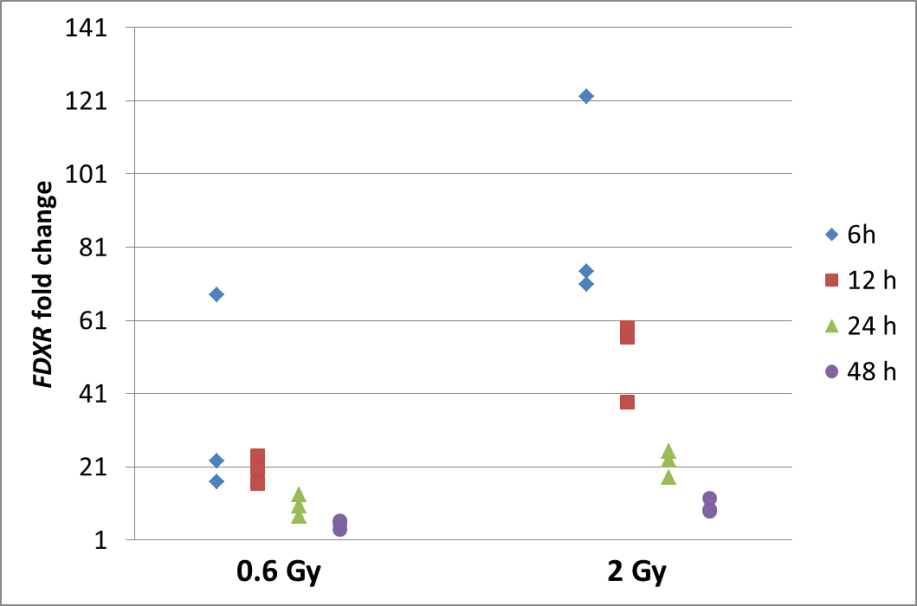 141
121
101
81
61
41
21
1
FDXR fold change
0.6 Gy
2 Gy
6h
12 h
24 h
48 h